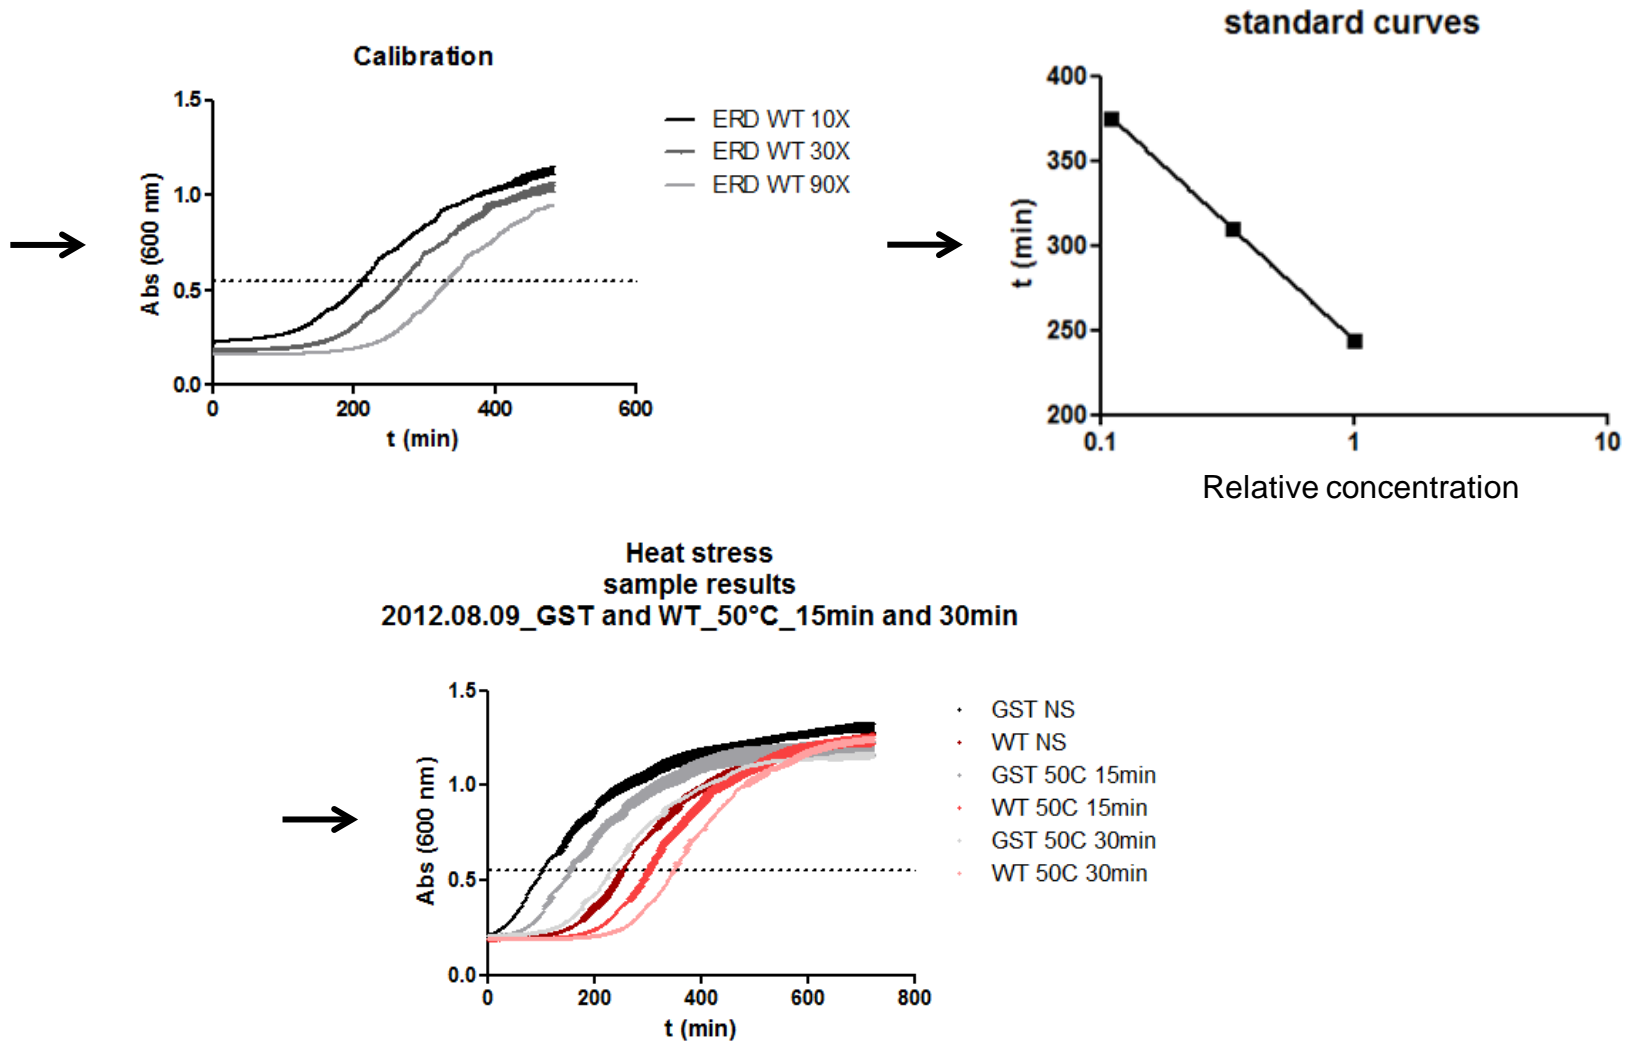 Calibration
1.5
1.0
0.5
0.0
0
200
400
600
Abs (600 nm)
t (min)
ERD WT 10X
ERD WT 30X
ERD WT 90X
standard curves
400
350
300
250
200
0.1
1
10
t (min)
Relative concentration
Heat stress
sample results
2012.08.09_GST and WT_50°C_15min and 30min
1.5
1.0
0.5
0.0
0
200
400
600
800
Abs (600 nm)
t (min)
GST NS
WT NS
GST 50C 15min
WT 50C 15min
GST 50C 30min
WT 50C 30min